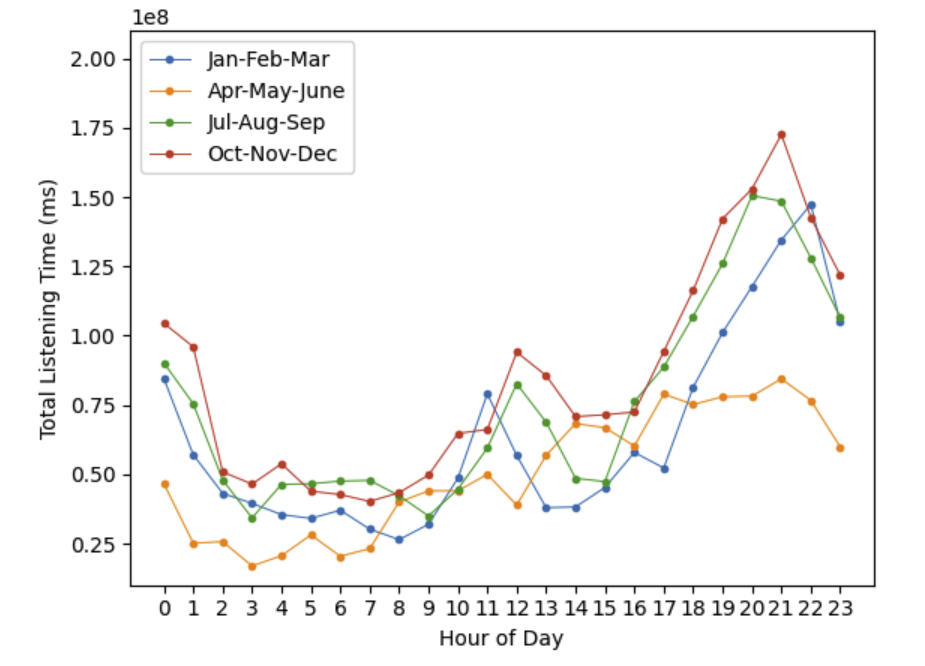 1e8
2.00
1.75
1.50
1.25
1.00
0.75
0.50
0.25
Total Listening Time (ms)
Jan-Feb-Mar
Apr-May-June
Jul-Aug-Sep
Oct-Nov-Dec
0 1 2 3 4 5 6 7 8 9 10 11 12 13 14 15 16 17 18 19 20 21 22 23
Hour of Day